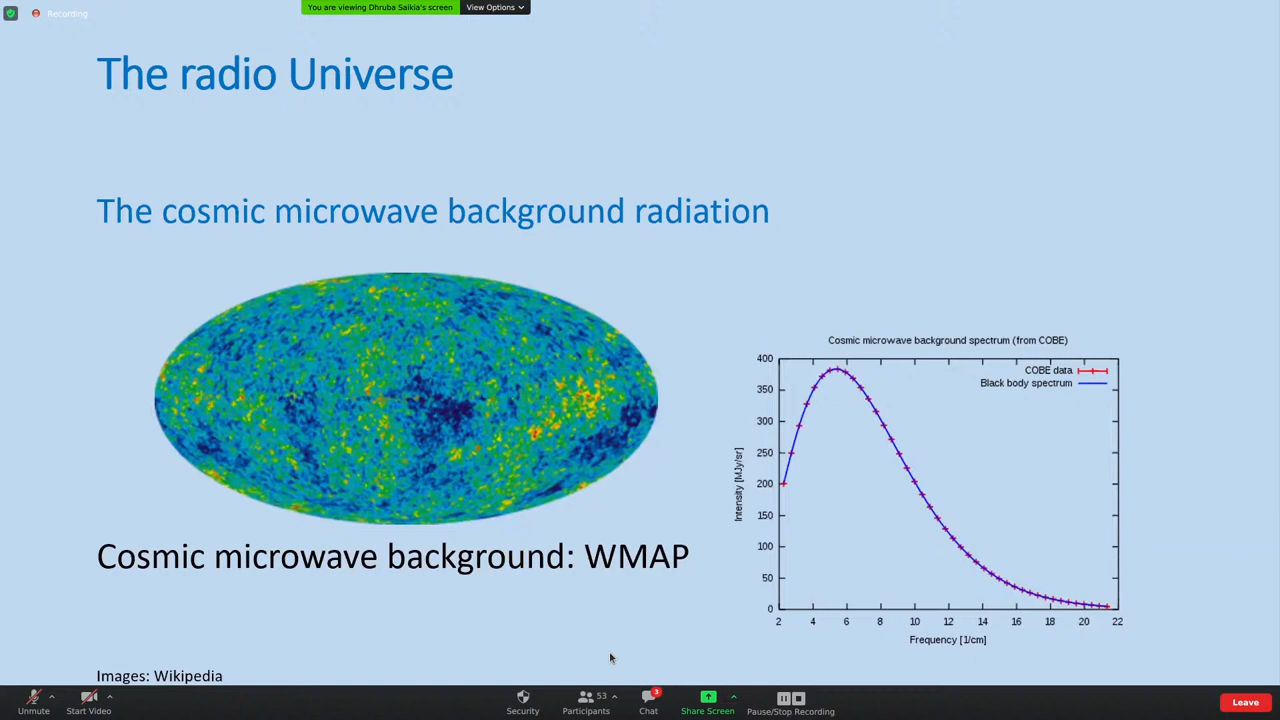 Recording
You are viewing Dhruba Saikia's screen
View Options
The radio Universe
The cosmic microwave background radiation
Cosmic microwave background spectrum (from COBE)
COBE data
Black body spectrum
400
350
300
250
200
150
100
50
0
Intensity [MJy/sr]
2 4 6 8 10 12 14 16 18 20 22
Frequency [1/cm]
Cosmic microwave background: WMAP
Images: Wikipedia
Unmute
Start Video
Security
53
Participants
3
Chat
Share Screen
Pause/Stop Recording
Leave